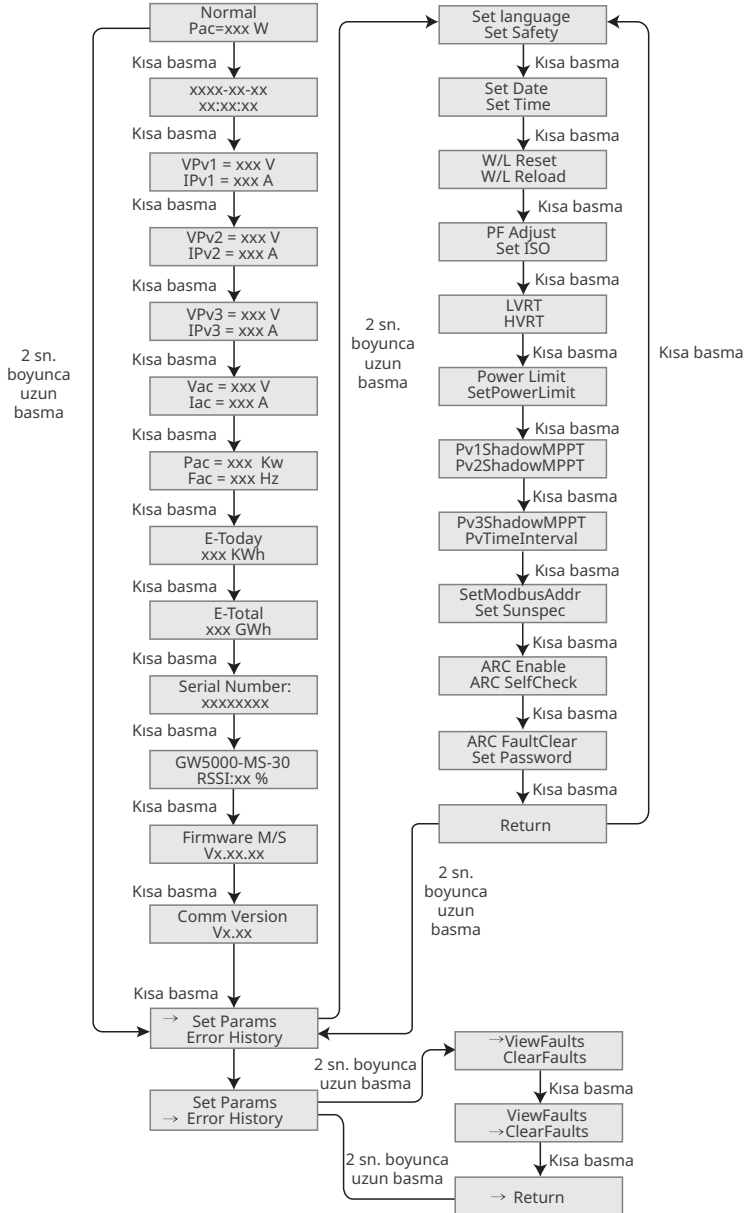 Normal
Pac=xxx W
Kısa basma
xxxx-xx-xx
xx:xx:xx
Kısa basma
VPv1 = xxx V
IPv1 = xxx A
Kısa basma
VPv2 = xxx V
IPv2 = xxx A
Kısa basma
VPv3 = xxx V
IPv3 = xxx A
Kısa basma
Vac = xxx V
Iac = xxx A
Kısa basma
Pac = xxx Kw
Fac = xxx Hz
Kısa basma
E-Today
xxx KWh
Kısa basma
E-Total
xxx GWh
Kısa basma
Serial Number:
xxxxxxxx
Kısa basma
GW5000-MS-30
RSSI:xx %
Kısa basma
Firmware M/S
Vx.xx.xx
Kısa basma
Comm Version
Vx.xx
Kısa basma
→ Set Params
Error History
Set Params
→ Error History
2 sn.
boyunca
uzun
basma
2 sn.
boyunca
uzun
basma
Set language
Set Safety
Kısa basma
Set Date
Set Time
Kısa basma
W/L Reset
W/L Reload
Kısa basma
PF Adjust
Set ISO
Kısa basma
LVRT
HVRT
Kısa basma
Power Limit
SetPowerLimit
Kısa basma
Pv1ShadowMPPT
Pv2ShadowMPPT
Kısa basma
Pv3ShadowMPPT
PvTimeInterval
Kısa basma
SetModbusAddr
Set Sunspec
Kısa basma
ARC Enable
ARC SelfCheck
Kısa basma
ARC FaultClear
Set Password
Kısa basma
Return
Kısa basma
2 sn.
boyunca
uzun
basma
2 sn. boyunca
uzun basma
→ViewFaults
ClearFaults
Kısa basma
ViewFaults
→ClearFaults
Kısa basma
2 sn. boyunca
uzun basma
→ Return